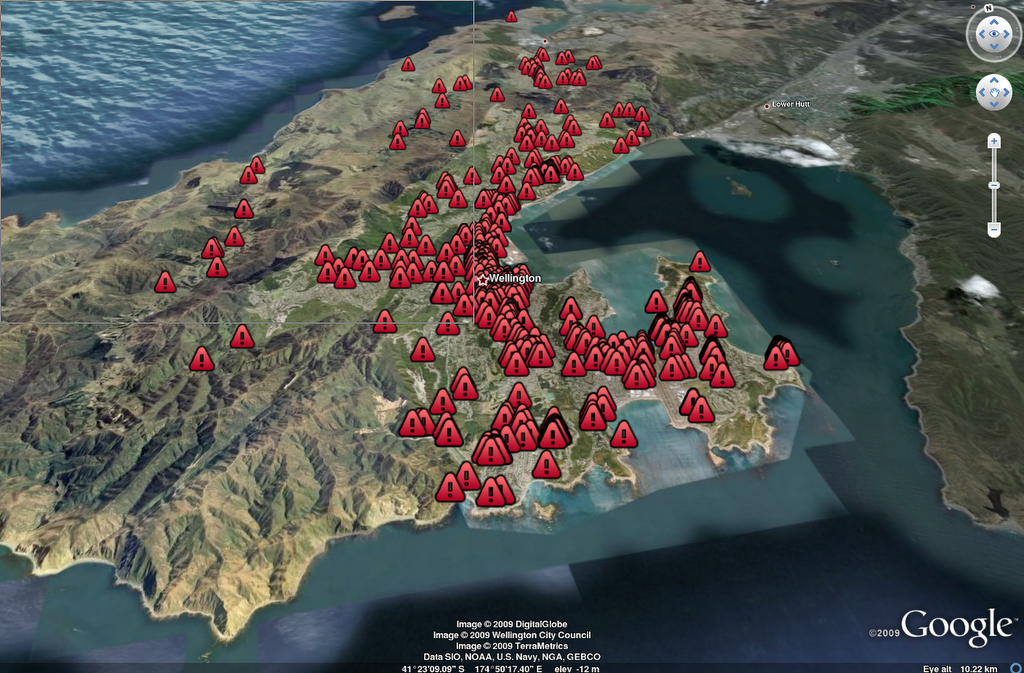 N
Lower Hutt
Wellington
©2009 Google™
Image © 2009 DigitalGlobe
Image © 2009 Wellington City Council
Image © 2009 TerraMetrics
Data SIO, NOAA, U.S. Navy, NGA, GEBCO
41°23'09.09" S 174°50'17.40" E elev -12 m
Eye alt 10.22 km